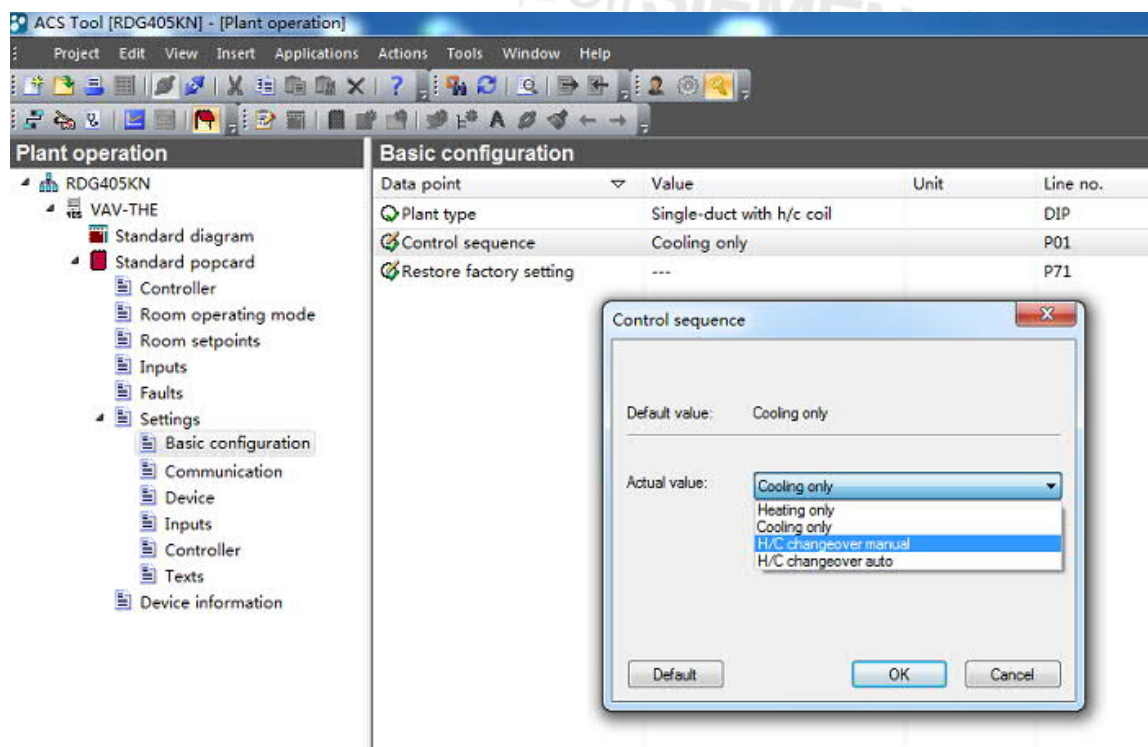 SIEMEN
ACS Tool [RDG405KN] - [Plant operation]
Project Edit View Insert Applications Actions Tools Window Help
Plant operation
RDG405KN
VAV-THE
Standard diagram
Standard popcard
Controller
Room operating mode
Room setpoints
Inputs
Faults
Settings
Basic configuration
Communication
Device
Inputs
Controller
Texts
Device information
Basic configuration
Data point Value Unit Line no.
Plant type Single-duct with h/c coil DIP
Control sequence Cooling only P01
Restore factory setting --- P71
Control sequence
Default value: Cooling only
Actual value: Cooling only
Heating only
Cooling only
H/C changeover manual
H/C changeover auto
Default OK Cancel